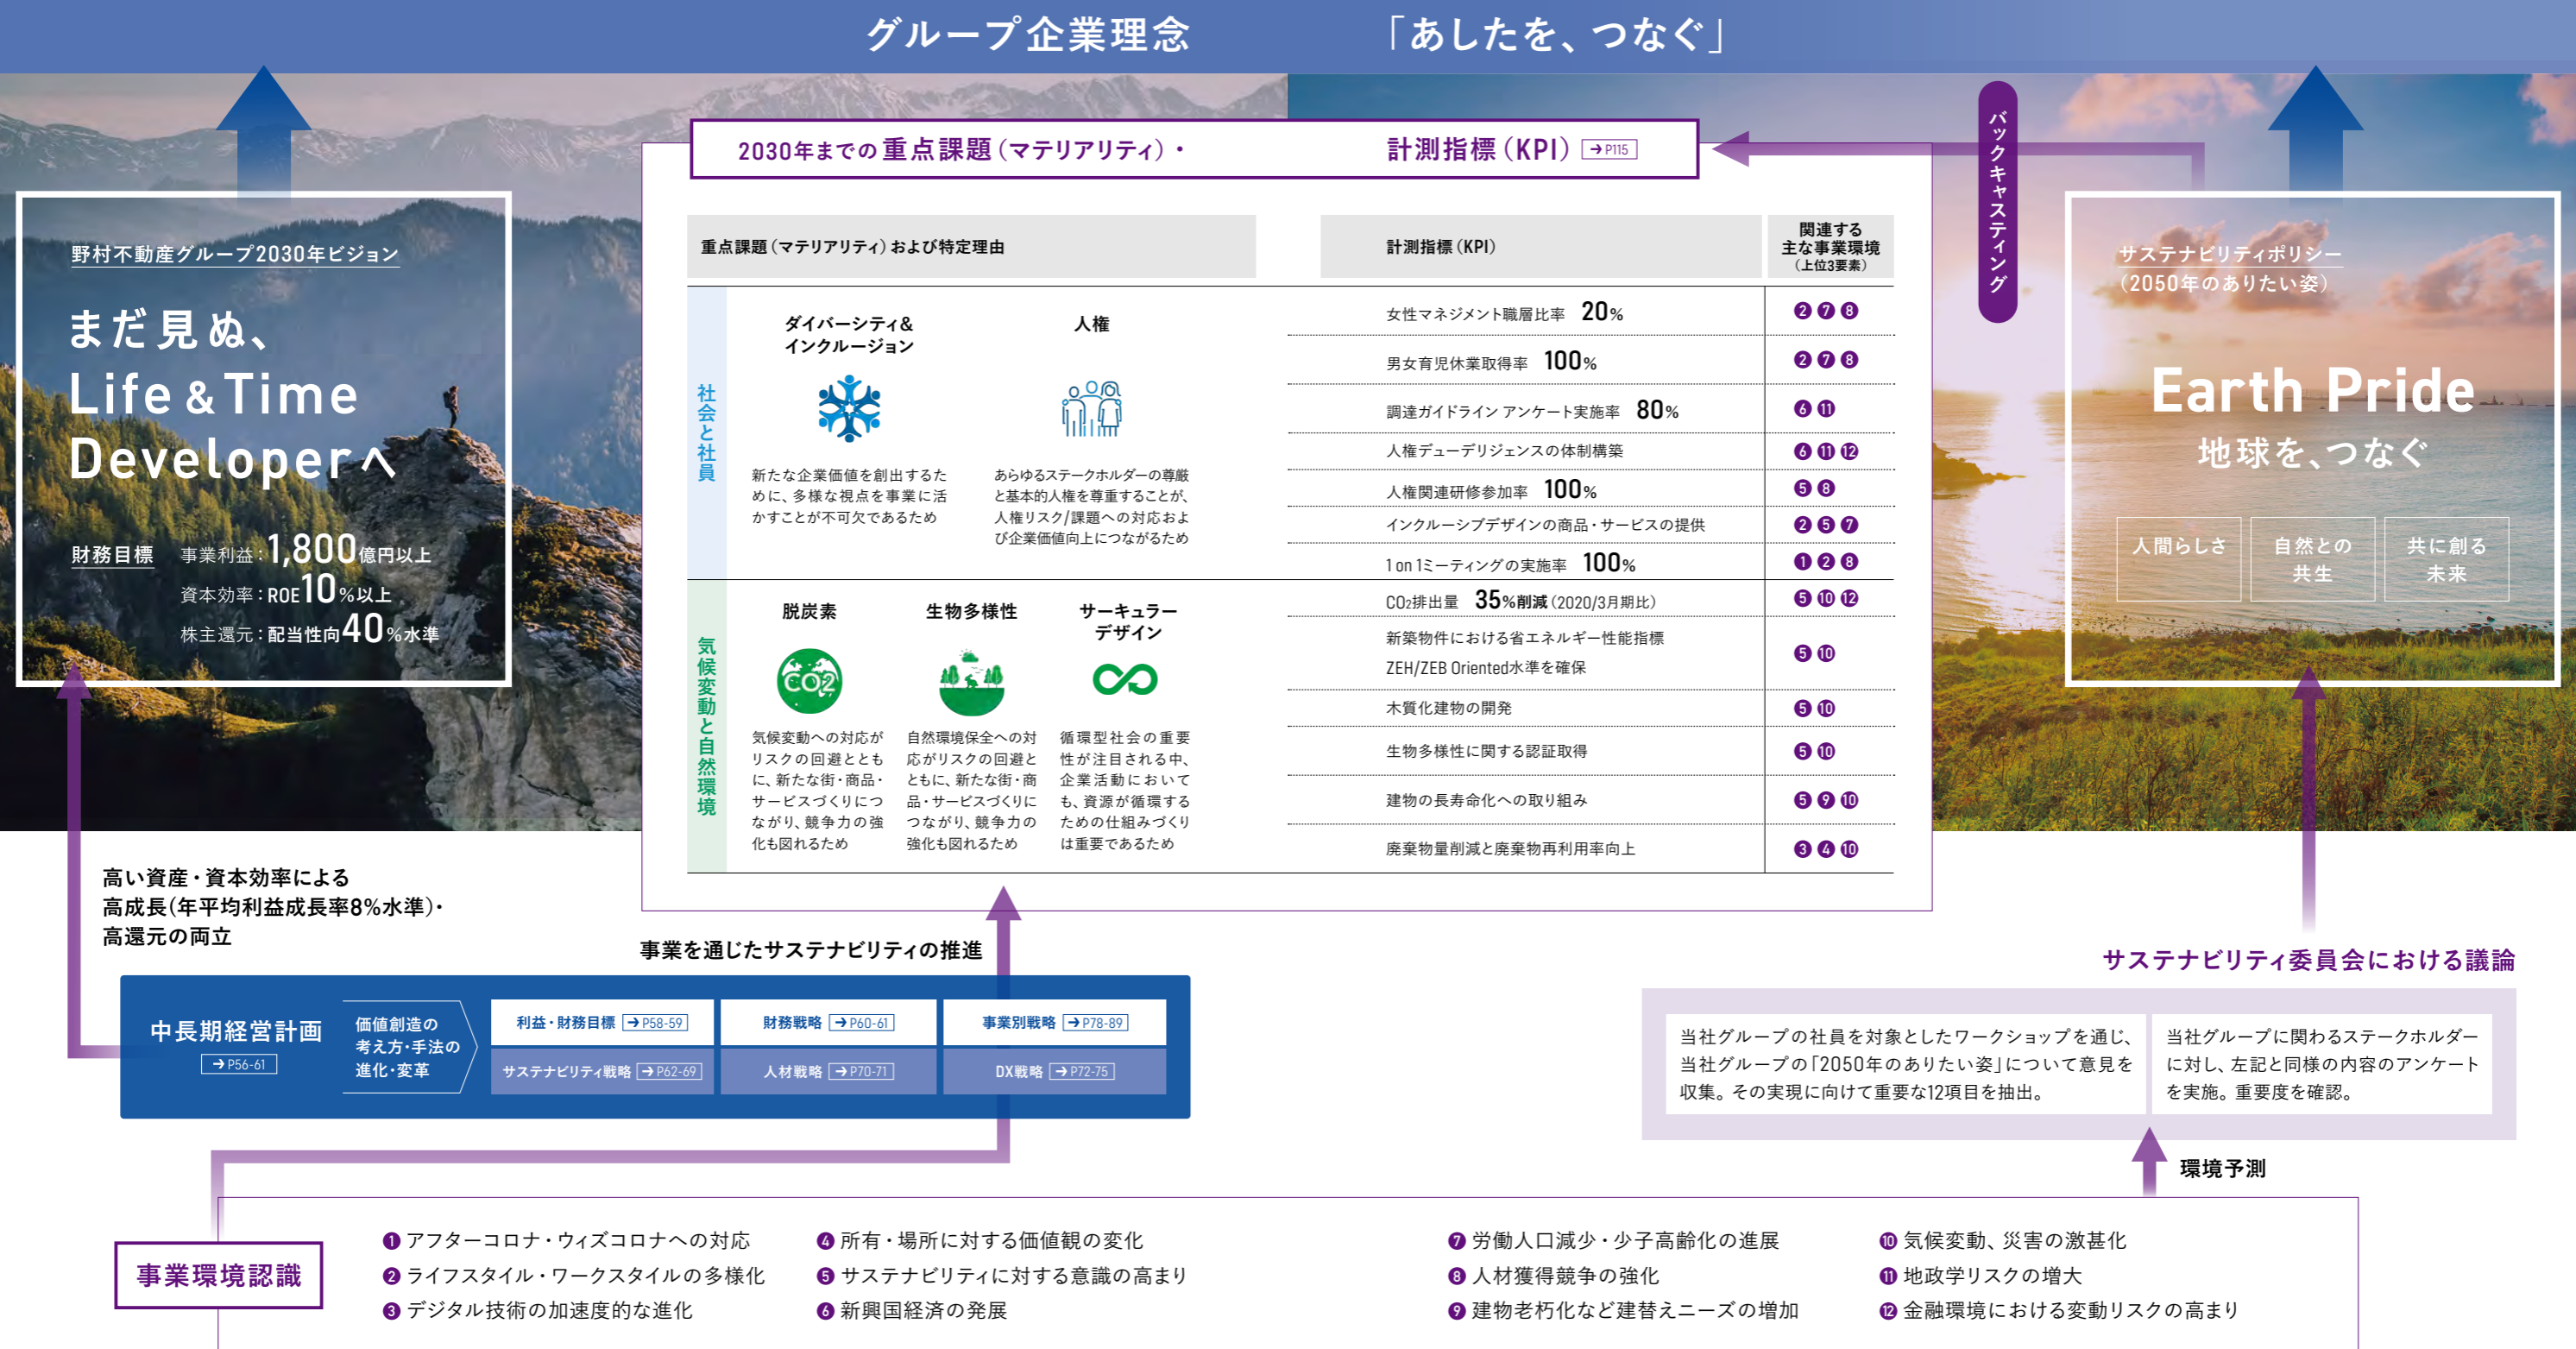 グループ企業理念 「あしたを、つなぐ」
野村不動産グループ2030年ビジョン
まだ見ぬ、
Life & Time
Developerへ
財務目標
事業利益：1,800億円以上
資本効率：ROE10%以上
株主還元：配当性向40%水準
2030年までの重点課題（マテリアリティ）・ 計測指標（KPI） →P115
重点課題（マテリアリティ）および特定理由
計測指標（KPI）
関連する
主な事業環境
（上位3要素）
社会と社員
ダイバーシティ&
インクルージョン
新たな企業価値を創出するた
めに、多様な視点を事業に活
かすことが不可欠であるため
人権
あらゆるステークホルダーの尊厳
と基本的人権を尊重することが、
人権リスク/課題への対応およ
び企業価値向上につながるため
女性マネジメント職層比率 20% ❷❼❽
男女育児休業取得率 100% ❷❼❽
調達ガイドライン アンケート実施率 80% ❻⓫
人権デューデリジェンスの体制構築 ❻⓫⓬
人権関連研修参加率 100% ❺❽
インクルーシブデザインの商品・サービスの提供 ❷❺❼
1 on 1ミーティングの実施率 100% ❶❷❽
気候変動と自然環境
脱炭素
CO2
気候変動への対応が
リスクの回避ととも
に、新たな街・商品・
サービスづくりにつ
ながり、競争力の強
化も図れるため
生物多様性
自然環境保全への対
応がリスクの回避と
ともに、新たな街・商
品・サービスづくりに
つながり、競争力の
強化も図れるため
サーキュラー
デザイン
循環型社会の重要
性が注目される中、
企業活動において
も、資源が循環する
ための仕組みづくり
は重要であるため
CO2排出量 35%削減（2020/3月期比） ❺❿⓬
新築物件における省エネルギー性能指標
ZEH/ZEB Oriented水準を確保 ❺❿
木質化建物の開発 ❺❿
生物多様性に関する認証取得 ❺❿
建物の長寿命化への取り組み ❺❾❿
廃棄物量削減と廃棄物再利用率向上 ❸❹❿
バックキャスティング
サステナビリティポリシー
（2050年のありたい姿）
Earth Pride
地球を、つなぐ
人間らしさ
自然との
共生
共に創る
未来
高い資産・資本効率による
高成長（年平均利益成長率8%水準）・
高還元の両立
事業を通じたサステナビリティの推進
中長期経営計画
→P56-61
価値創造の
考え方・手法の
進化・変革
利益・財務目標 →P58-59
財務戦略 →P60-61
事業別戦略 →P78-89
サステナビリティ戦略 →P62-69
人材戦略 →P70-71
DX戦略 →P72-75
サステナビリティ委員会における議論
当社グループの社員を対象としたワークショップを通じ、
当社グループの「2050年のありたい姿」について意見を
収集。その実現に向けて重要な12項目を抽出。
当社グループに関わるステークホルダー
に対し、左記と同様の内容のアンケート
を実施。重要度を確認。
環境予測
事業環境認識
❶ アフターコロナ・ウィズコロナへの対応
❷ ライフスタイル・ワークスタイルの多様化
❸ デジタル技術の加速度的な進化
❹ 所有・場所に対する価値観の変化
❺ サステナビリティに対する意識の高まり
❻ 新興国経済の発展
❼ 労働人口減少・少子高齢化の進展
❽ 人材獲得競争の強化
❾ 建物老朽化など建替えニーズの増加
❿ 気候変動、災害の激甚化
⓫ 地政学リスクの増大
⓬ 金融環境における変動リスクの高まり